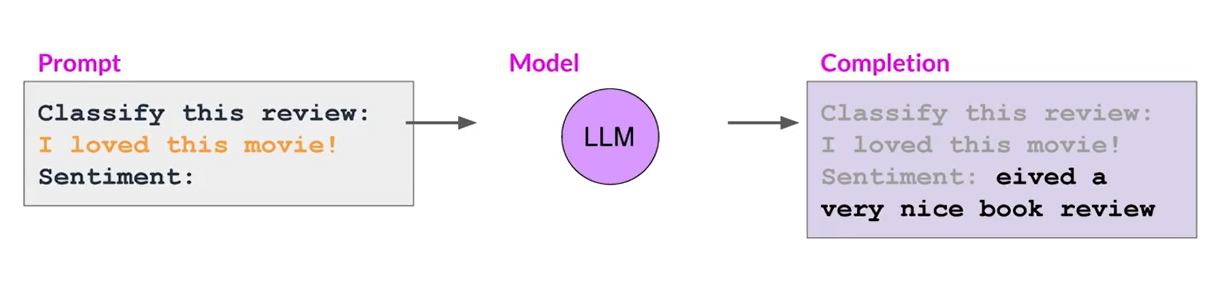 Prompt
Classify this review:
I loved this movie!
Sentiment:
Model
LLM
Completion
Classify this review:
I loved this movie!
Sentiment: eived a
very nice book review